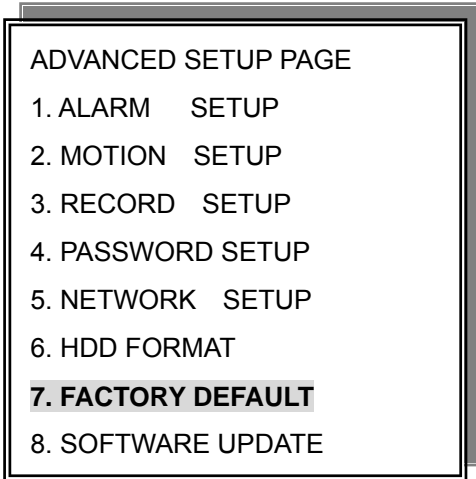 ADVANCED SETUP PAGE
1. ALARM SETUP
2. MOTION SETUP
3. RECORD SETUP
4. PASSWORD SETUP
5. NETWORK SETUP
6. HDD FORMAT
7. FACTORY DEFAULT
8. SOFTWARE UPDATE